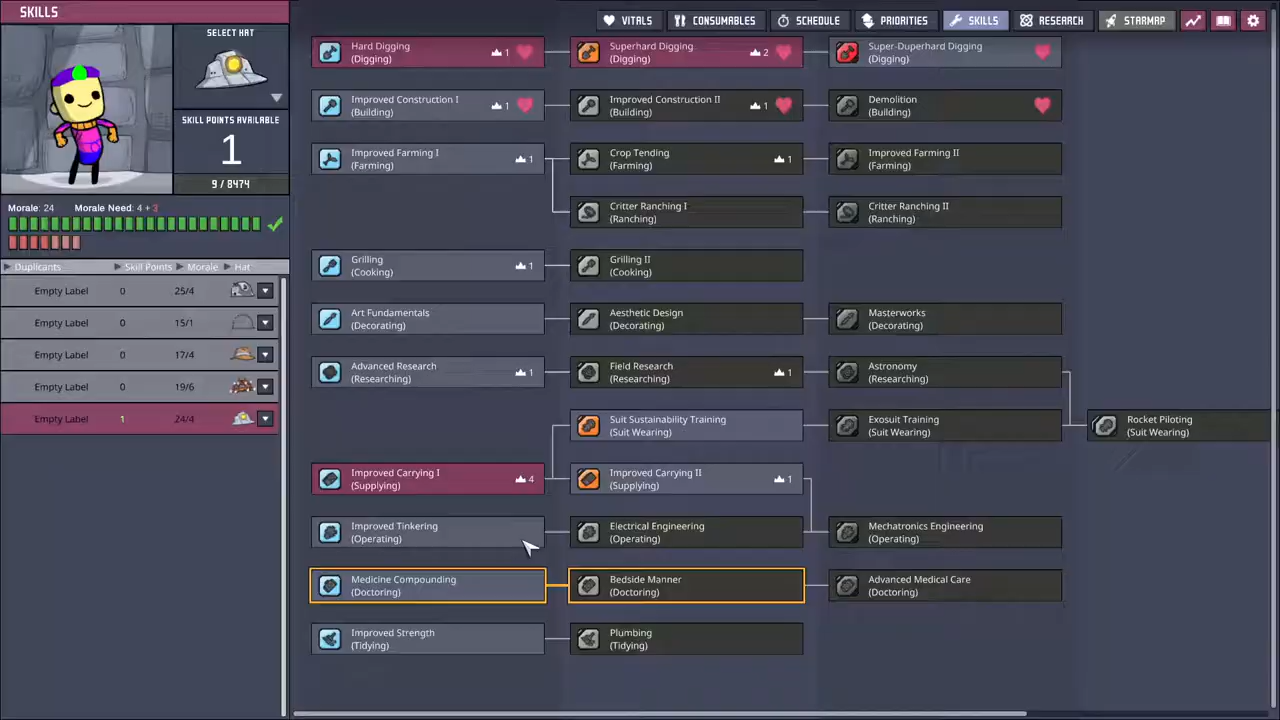 SKILLS
VITALS
CONSUMABLES
SCHEDULE
PRIORITIES
SKILLS
RESEARCH
STARMAP
SELECT HAT
SKILL POINTS AVAILABLE
1
9 / 8474
Morale: 24 Morale Need: 4 + 3
Duplicants Skill Points Morale Hat
Empty Label 0 25/4
Empty Label 0 15/1
Empty Label 0 17/4
Empty Label 0 19/6
Empty Label 1 24/4
Hard Digging
(Digging)
1
Superhard Digging
(Digging)
2
Super-Duperhard Digging
(Digging)
Improved Construction I
(Building)
1
Improved Construction II
(Building)
1
Demolition
(Building)
Improved Farming I
(Farming)
1
Crop Tending
(Farming)
1
Improved Farming II
(Farming)
Critter Ranching I
(Ranching)
Critter Ranching II
(Ranching)
Grilling
(Cooking)
1
Grilling II
(Cooking)
Art Fundamentals
(Decorating)
Aesthetic Design
(Decorating)
Masterworks
(Decorating)
Advanced Research
(Researching)
1
Field Research
(Researching)
1
Astronomy
(Researching)
Suit Sustainability Training
(Suit Wearing)
Exosuit Training
(Suit Wearing)
Rocket Piloting
(Suit Wearing)
Improved Carrying I
(Supplying)
4
Improved Carrying II
(Supplying)
1
Improved Tinkering
(Operating)
Electrical Engineering
(Operating)
Mechatronics Engineering
(Operating)
Medicine Compounding
(Doctoring)
Bedside Manner
(Doctoring)
Advanced Medical Care
(Doctoring)
Improved Strength
(Tidying)
Plumbing
(Tidying)